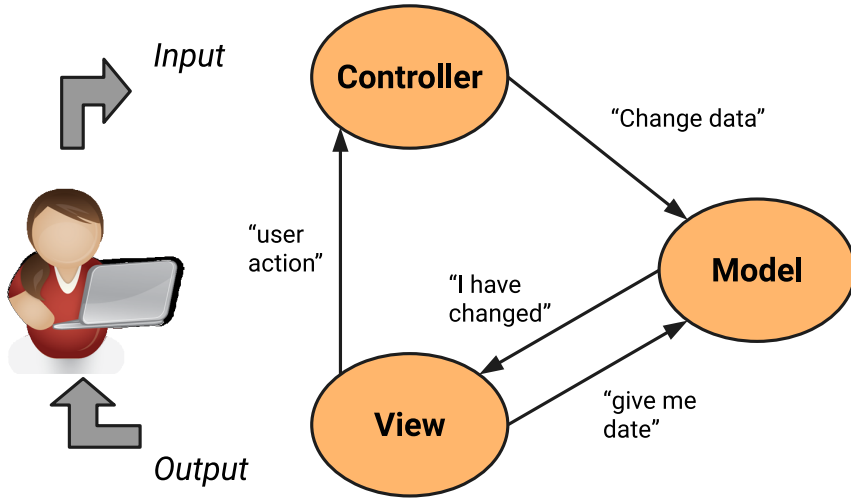 Input
Controller
“Change data”
“user
action”
Model
“I have
changed”
View
“give me
date”
Output